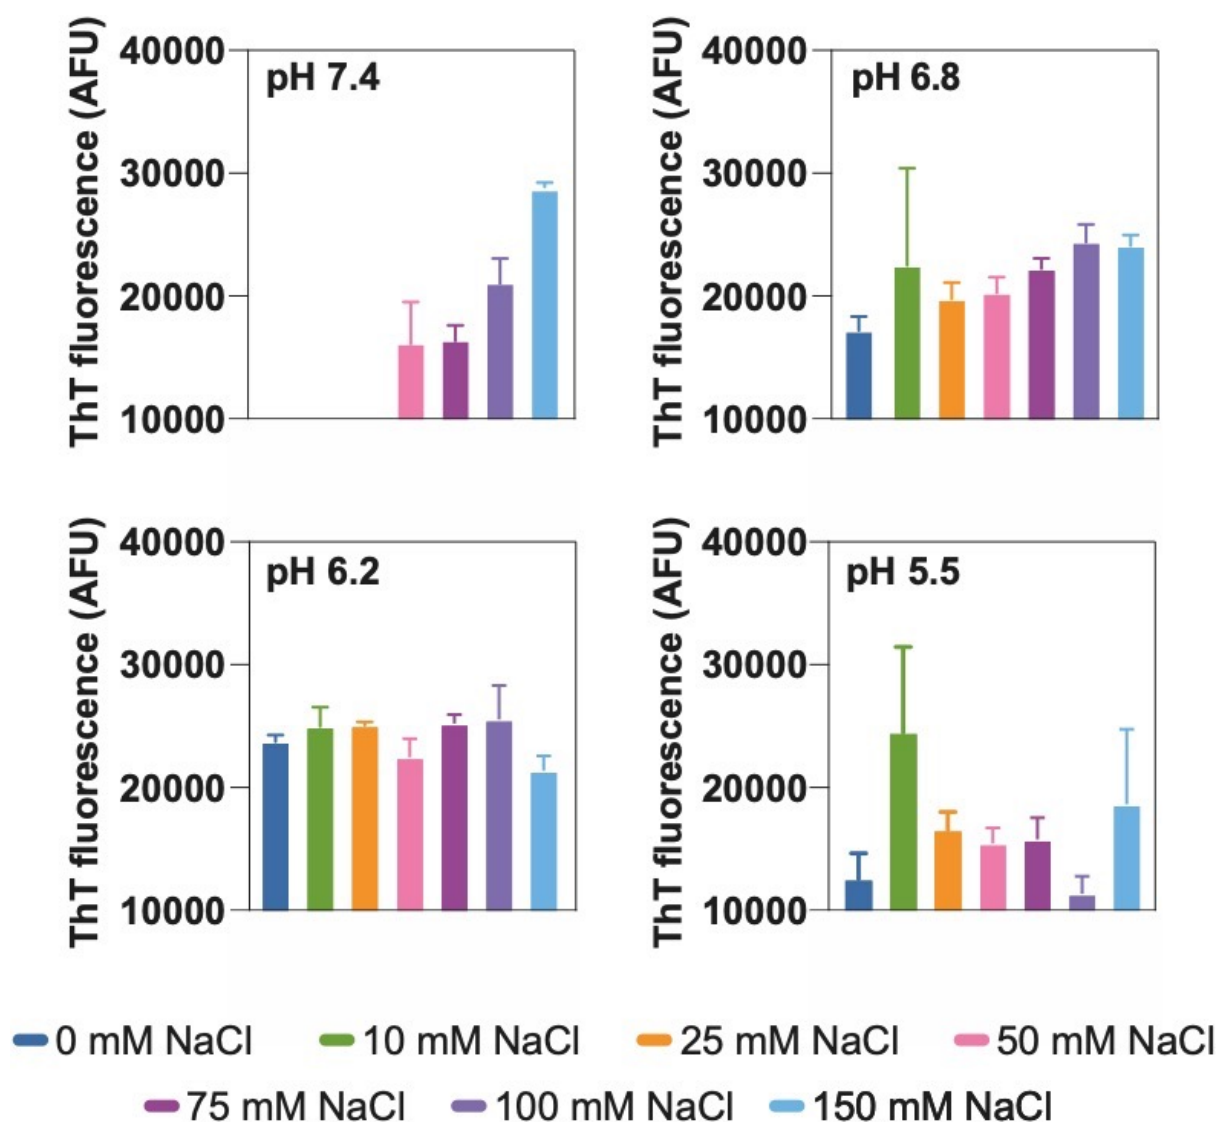 ThT fluorescence (AFU)
40000
30000
20000
10000
pH 7.4
ThT fluorescence (AFU)
40000
30000
20000
10000
pH 6.8
ThT fluorescence (AFU)
40000
30000
20000
10000
pH 6.2
ThT fluorescence (AFU)
40000
30000
20000
10000
pH 5.5
0 mM NaCl 10 mM NaCl 25 mM NaCl 50 mM NaCl
75 mM NaCl 100 mM NaCl 150 mM NaCl